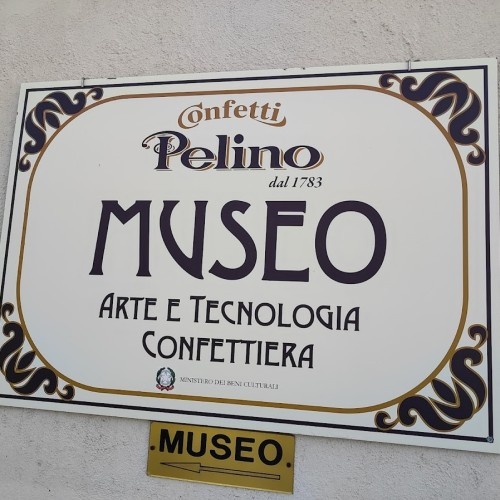 Confetti
Pelino
dal 1783
MUSEO
ARTE E TECNOLOGIA
CONFETTIERA
MINISTERO DEI BENI CULTURALI
MUSEO